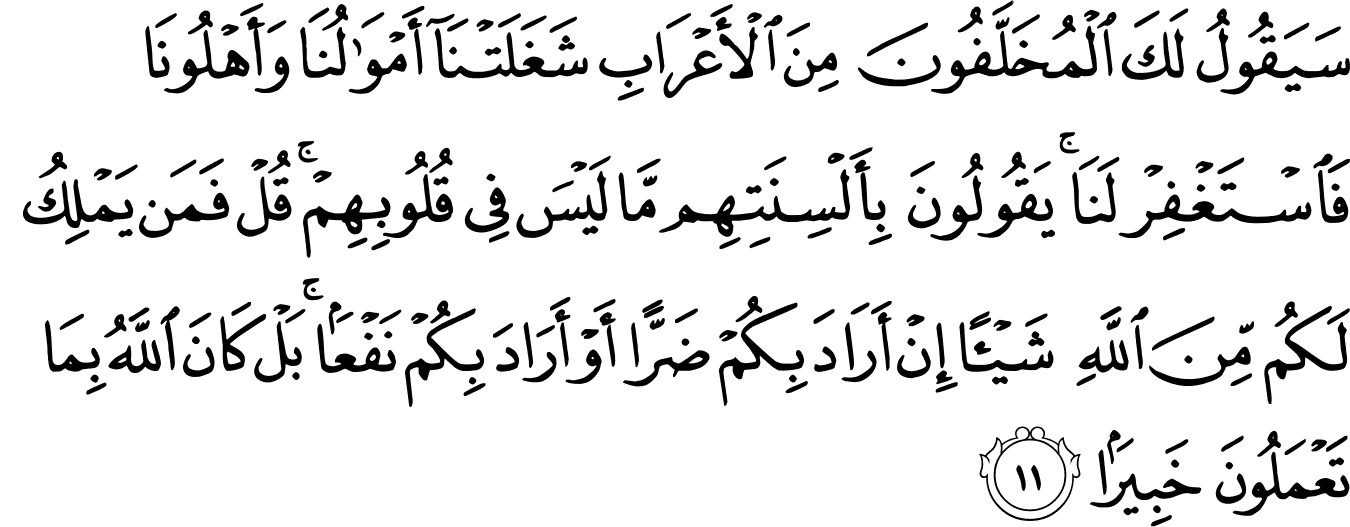 سَيَقُولُ لَكَ ٱلْمُخَلَّفُونَ مِنَ ٱلْأَعْرَابِ شَغَلَتْنَآ أَمْوَٰلُنَا وَأَهْلُونَا
فَٱسْتَغْفِرْ لَنَا ۚ يَقُولُونَ بِأَلْسِنَتِهِم مَّا لَيْسَ فِى قُلُوبِهِمْ ۚ قُلْ فَمَن يَمْلِكُ
لَكُم مِّنَ ٱللَّهِ شَيْـًٔا إِنْ أَرَادَ بِكُمْ ضَرًّا أَوْ أَرَادَ بِكُمْ نَفْعًۢا ۚ بَلْ كَانَ ٱللَّهُ بِمَا
تَعْمَلُونَ خَبِيرًۢا ١١